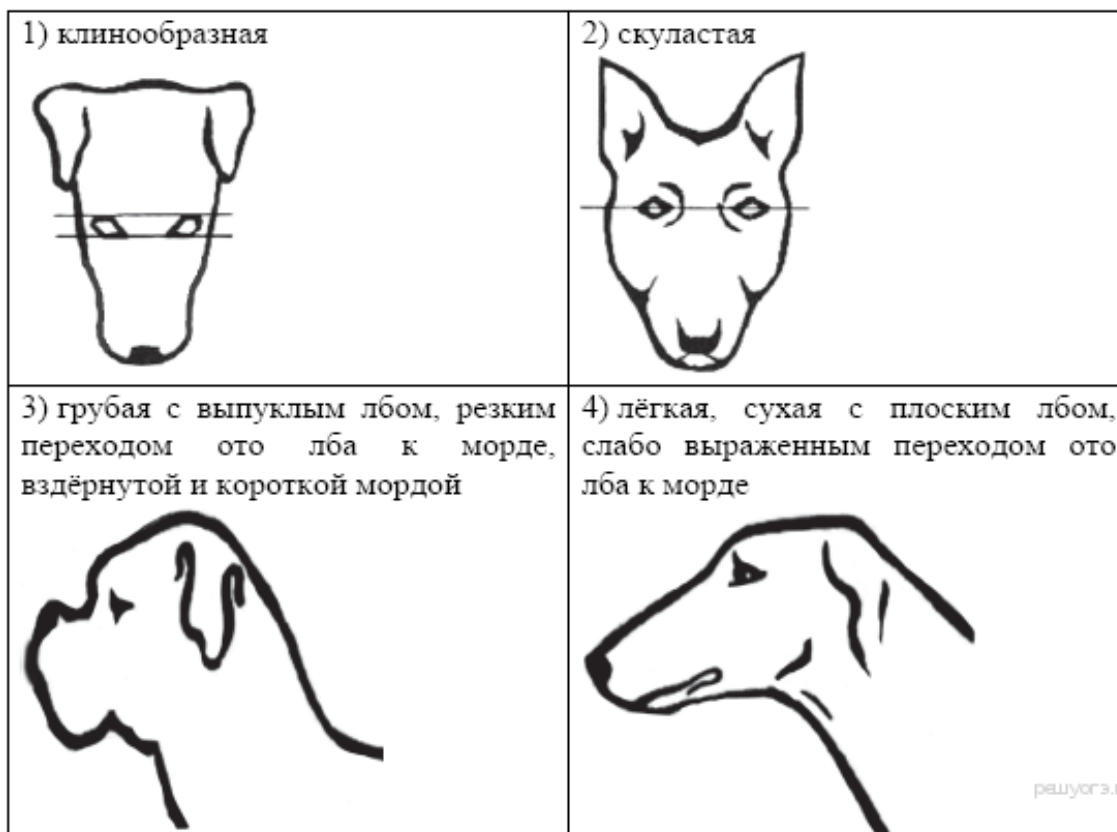 1) клинообразная
2) скуластая
3) грубая с выпуклым лбом, резким
переходом ото лба к морде,
вздёрнутой и короткой мордой
4) лёгкая, сухая с плоским лбом,
слабо выраженным переходом ото
лба к морде